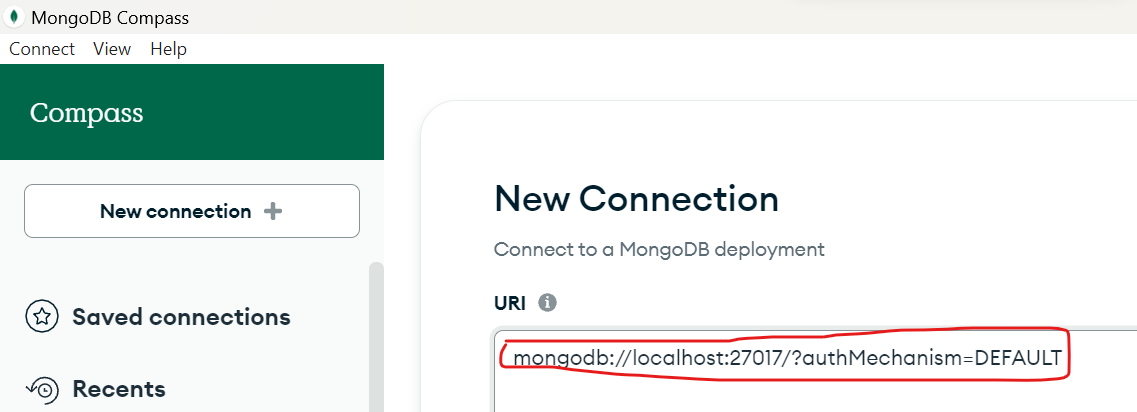 MongoDB Compass
Connect View Help
Compass
New connection
Saved connections
Recents
New Connection
Connect to a MongoDB deployment
URI
mongodb://localhost:27017/?authMechanism=DEFAULT